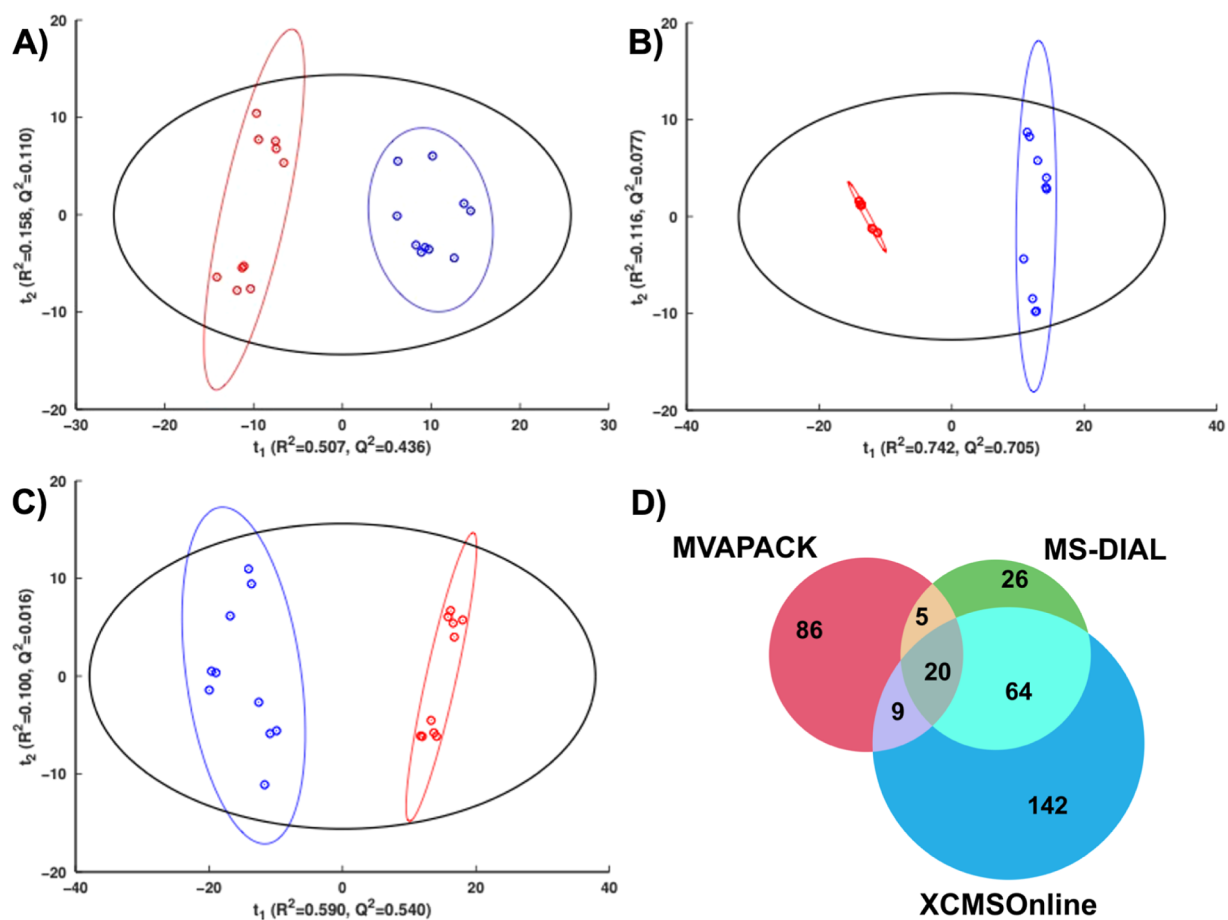 A)
20
10
0
−10
−20
t₂ (R²=0.158, Q²=0.110)
−30 −20 −10 0 10 20 30
t₁ (R²=0.507, Q²=0.436)
B)
20
10
0
−10
−20
t₂ (R²=0.116, Q²=0.077)
−40 −20 0 20 40
t₁ (R²=0.742, Q²=0.705)
C)
20
10
0
−10
−20
t₂ (R²=0.100, Q²=0.016)
−40 −20 0 20 40
t₁ (R²=0.590, Q²=0.540)
D)
MVAPACK
MS-DIAL
26
5
86
20
64
9
142
XCMSOnline